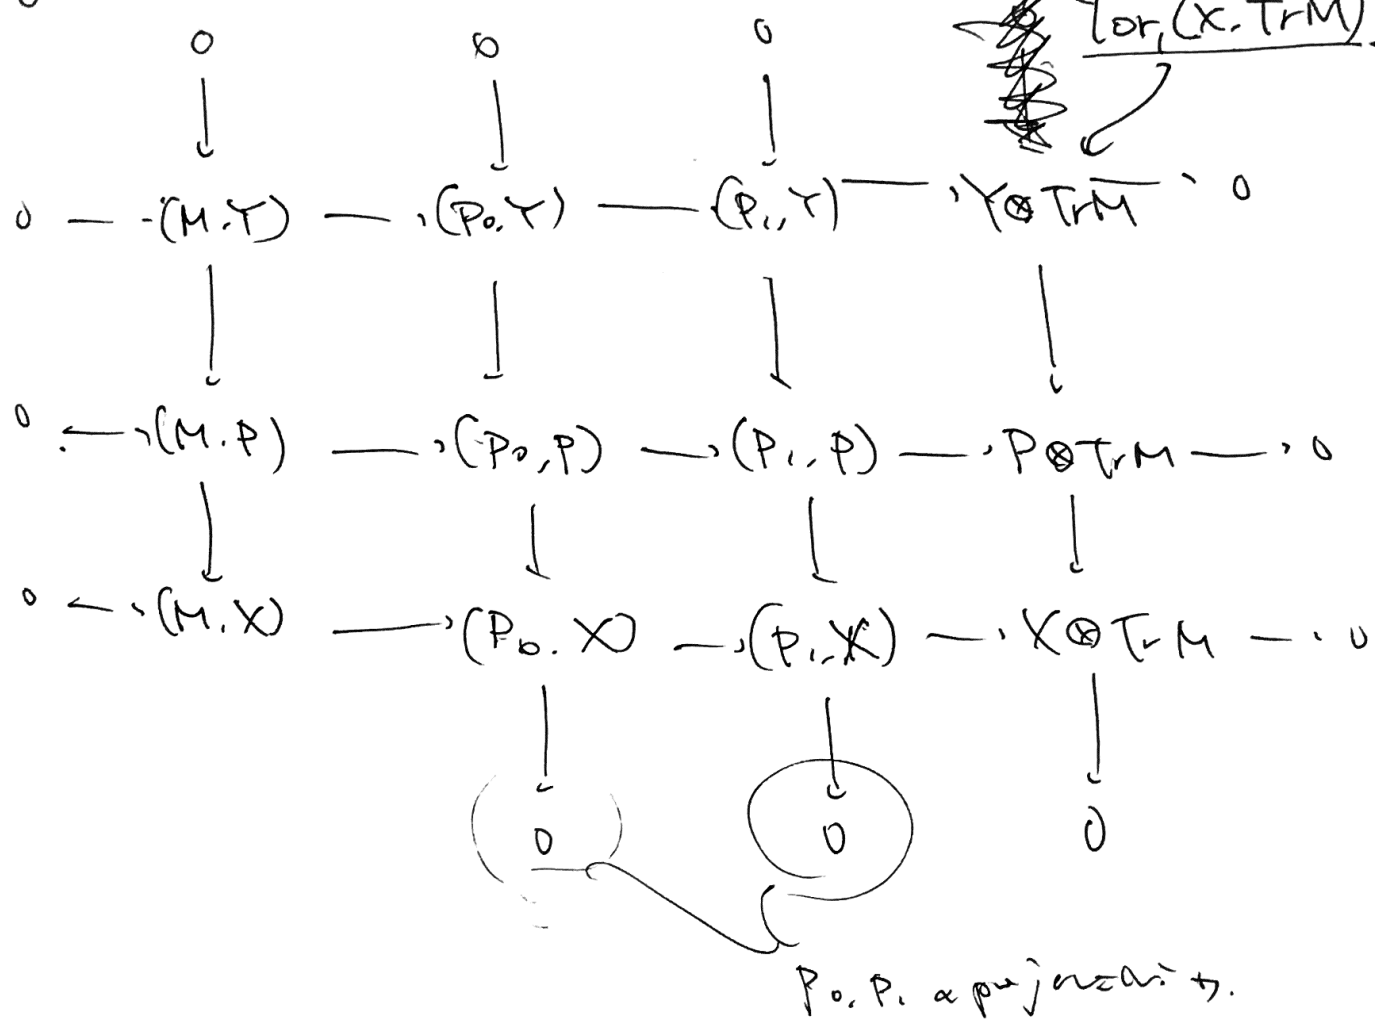 Tor₁(X, TrM)
0 0 0
0 → (M, Y) → (P₀, Y) → (P₁, Y) → Y⊗TrM → 0
0 → (M, P) → (P₀, P) → (P₁, P) → P⊗TrM → 0
0 → (M, X) → (P₀, X) → (P₁, X) → X⊗TrM → 0
0 0 0
P₀, P₁